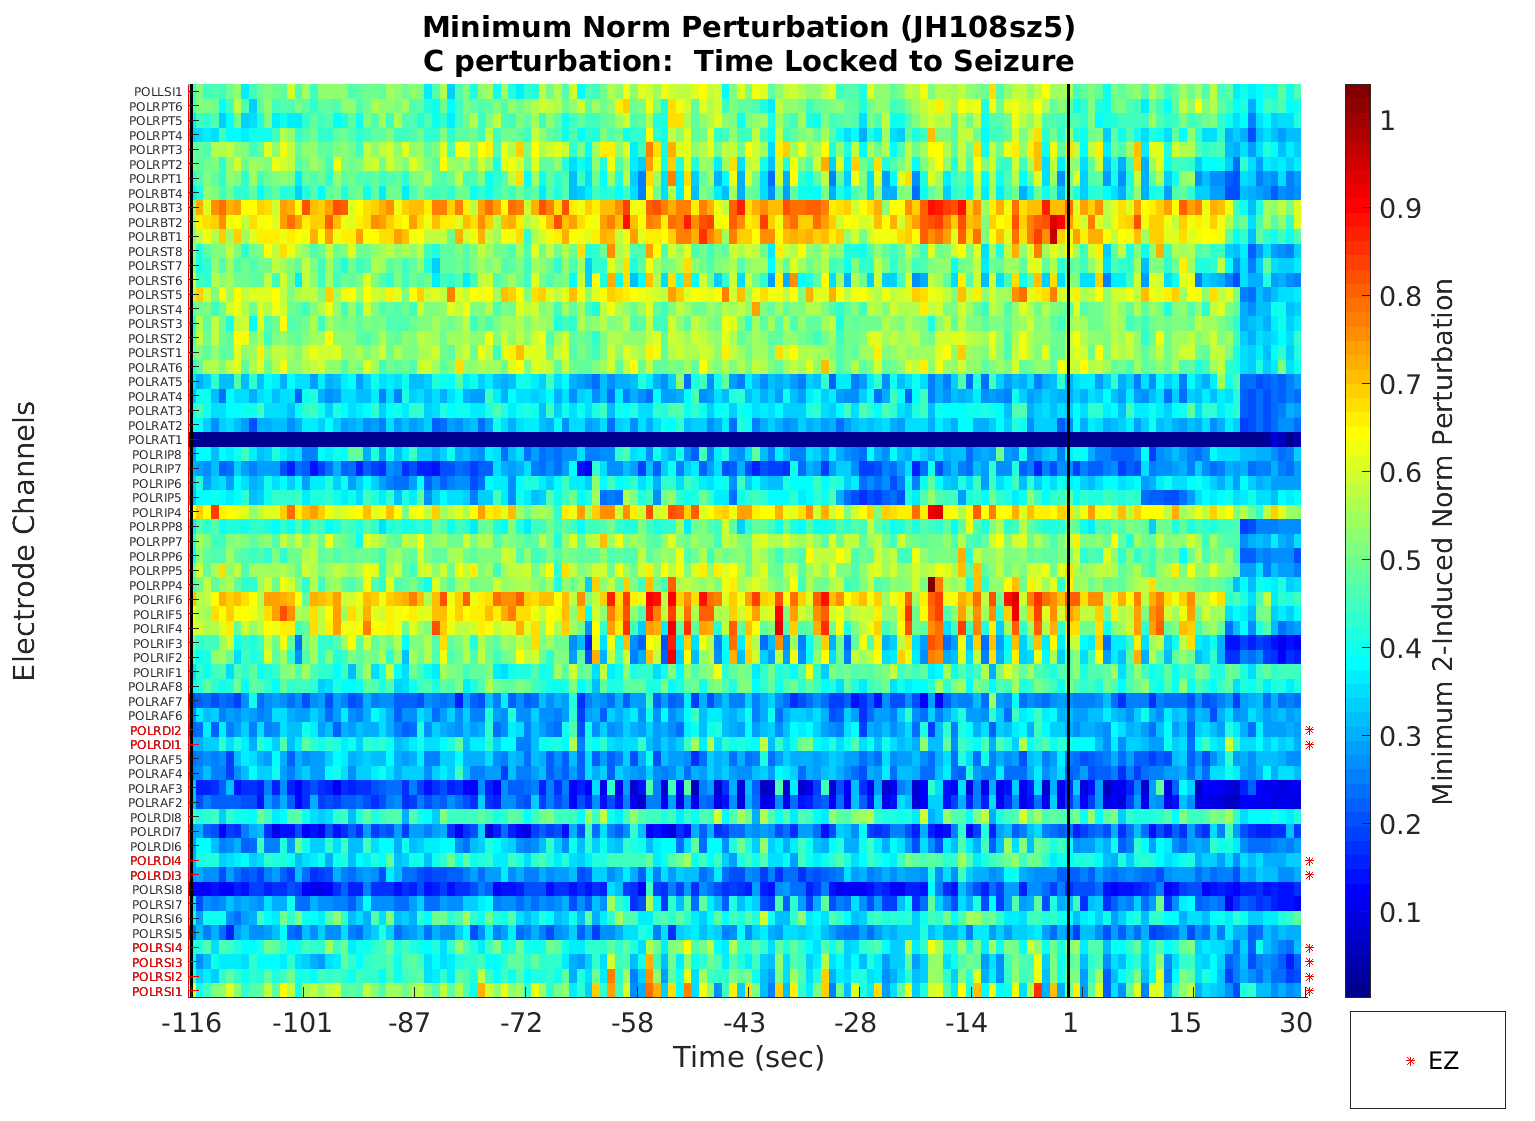 Minimum Norm Perturbation (JH108sz5)
C perturbation:  Time Locked to Seizure
Electrode Channels
POLLSI1
POLRPT6
POLRPT5
POLRPT4
POLRPT3
POLRPT2
POLRPT1
POLRBT4
POLRBT3
POLRBT2
POLRBT1
POLRST8
POLRST7
POLRST6
POLRST5
POLRST4
POLRST3
POLRST2
POLRST1
POLRAT6
POLRAT5
POLRAT4
POLRAT3
POLRAT2
POLRAT1
POLRIP8
POLRIP7
POLRIP6
POLRIP5
POLRIP4
POLRPP8
POLRPP7
POLRPP6
POLRPP5
POLRPP4
POLRIF6
POLRIF5
POLRIF4
POLRIF3
POLRIF2
POLRIF1
POLRAF8
POLRAF7
POLRAF6
POLRDI2
POLRDI1
POLRAF5
POLRAF4
POLRAF3
POLRAF2
POLRDI8
POLRDI7
POLRDI6
POLRDI4
POLRDI3
POLRSI8
POLRSI7
POLRSI6
POLRSI5
POLRSI4
POLRSI3
POLRSI2
POLRSI1
-116 -101 -87 -72 -58 -43 -28 -14 1 15 30
Time (sec)
1
0.9
0.8
0.7
0.6
0.5
0.4
0.3
0.2
0.1
Minimum 2-Induced Norm Perturbation
EZ